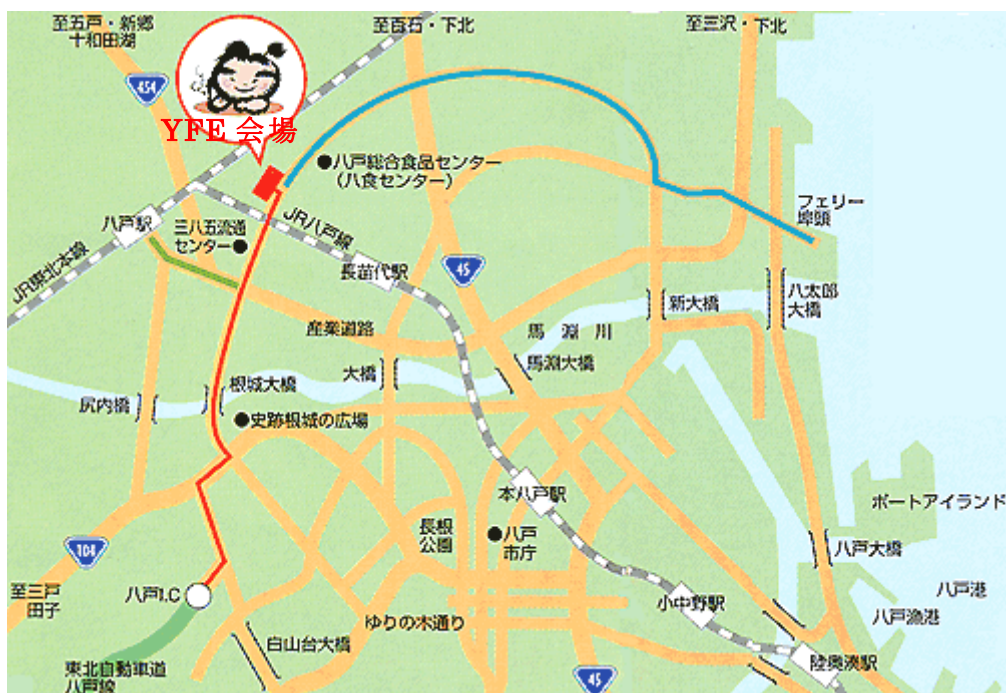 至五戸・新郷
十和田湖
至百石・下北
至三沢・下北
454
YFE 会場
八戸総合食品センター
(八食センター)
フェリー
埠頭
八戸駅
三八五流通
センター
JR八戸線
JR東北本線
長苗代駅
45
新大橋
八太郎
大橋
産業道路
馬淵川
馬淵大橋
大橋
根城大橋
尻内橋
史跡根城の広場
本八戸駅
ポートアイランド
長根
公園
八戸
市庁
104
八戸大橋
至三戸
田子
八戸I.C
小中野駅
八戸港
八戸漁港
ゆりの木通り
白山台大橋
陸奥湊駅
東北自動車道
八戸線
45